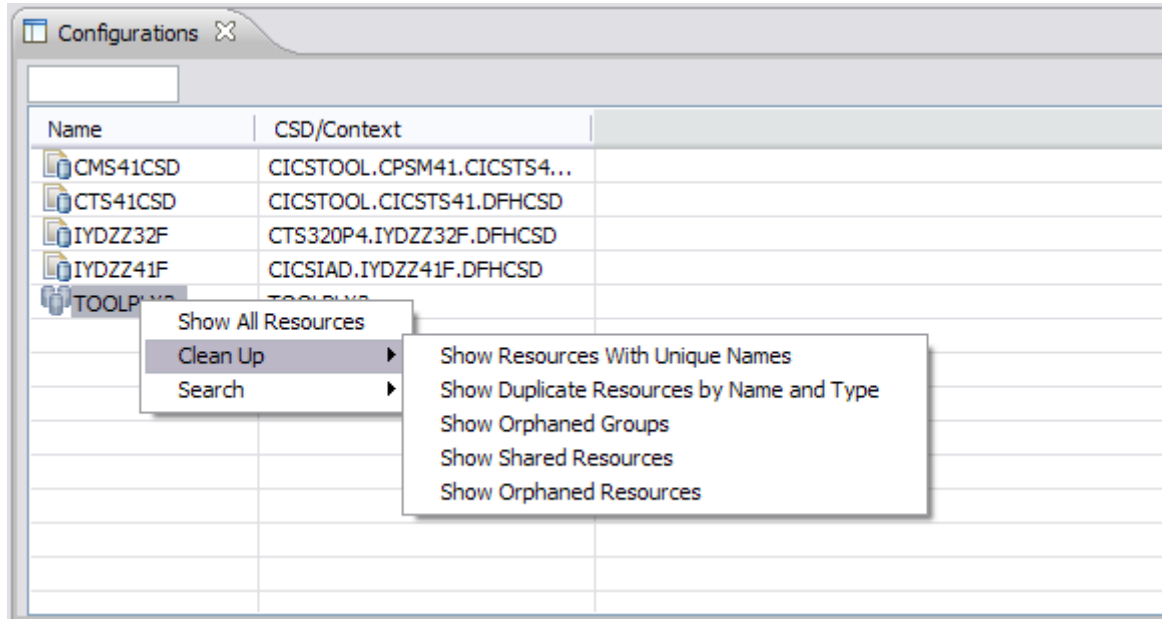 Configurations
Name CSD/Context
CMS41CSD CICSTOOL.CPSM41.CICSTS4...
CTS41CSD CICSTOOL.CICSTS41.DFHCSD
IYDZZ32F CTS320P4.IYDZZ32F.DFHCSD
IYDZZ41F CICSIAD.IYDZZ41F.DFHCSD
Show All Resources
Clean Up
Search
Show Resources With Unique Names
Show Duplicate Resources by Name and Type
Show Orphaned Groups
Show Shared Resources
Show Orphaned Resources